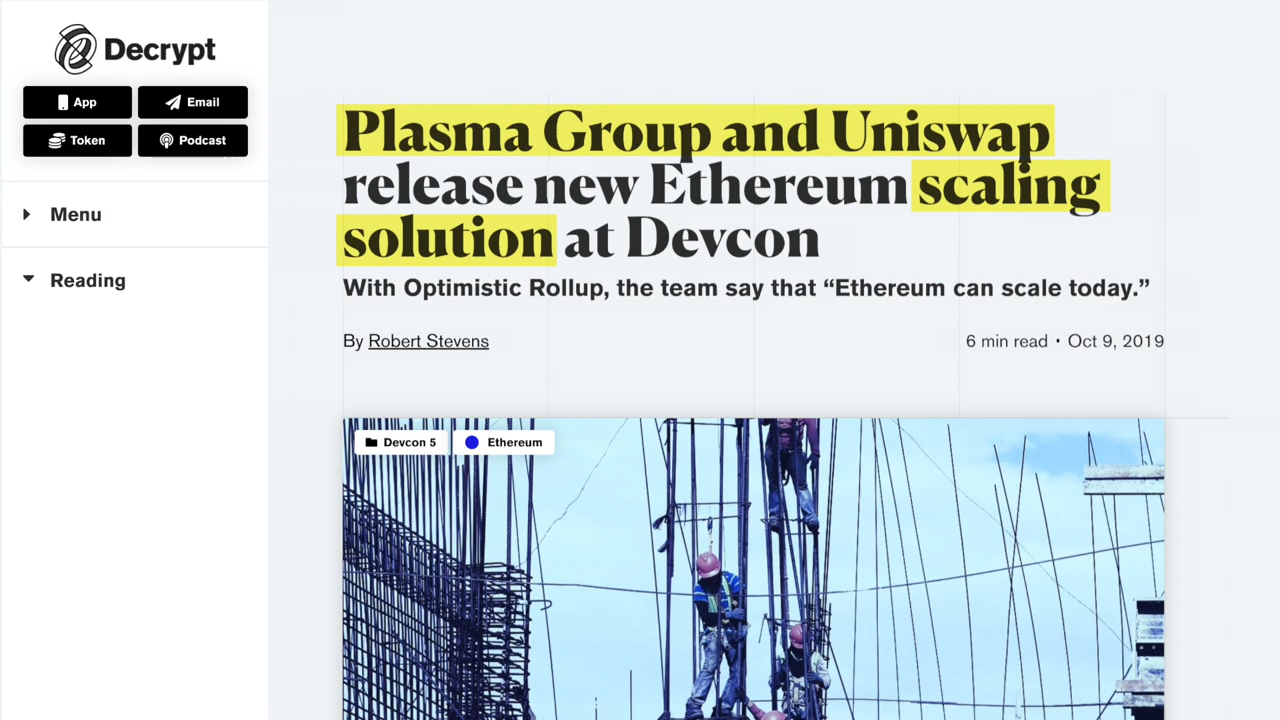 Decrypt
App
Email
Token
Podcast
Menu
Reading
Plasma Group and Uniswap
release new Ethereum scaling
solution at Devcon
With Optimistic Rollup, the team say that “Ethereum can scale today.”
By Robert Stevens
6 min read • Oct 9, 2019
Devcon 5
Ethereum